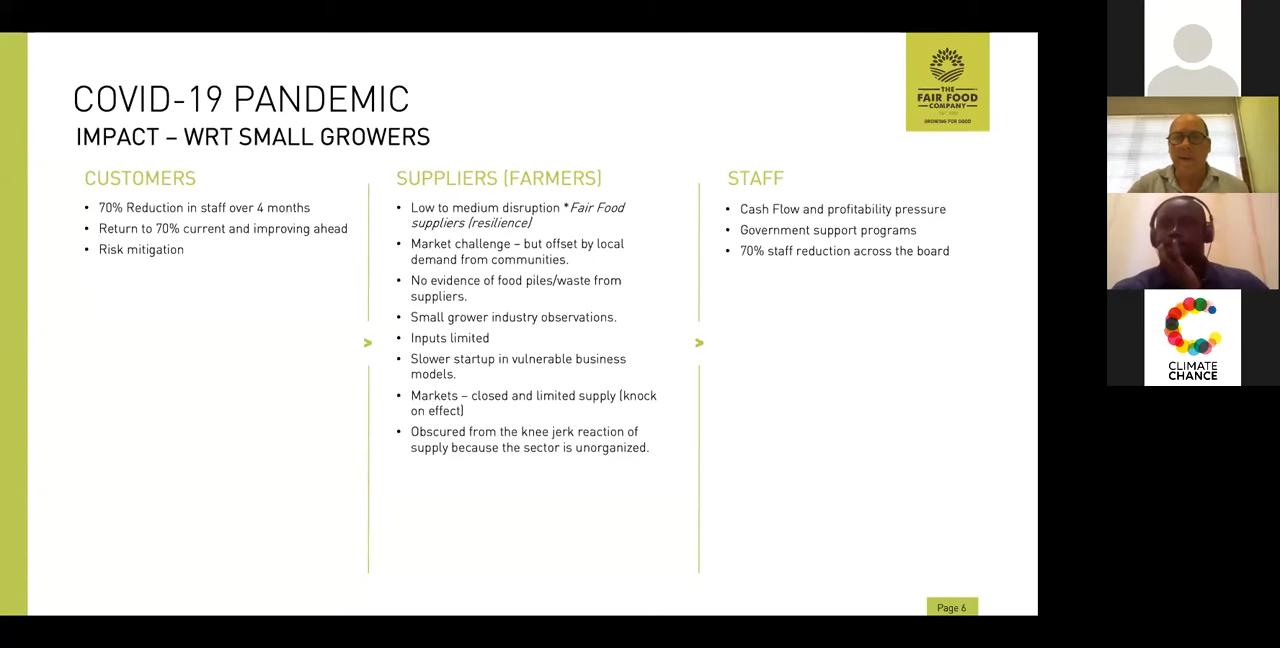 COVID-19 PANDEMIC
IMPACT – WRT SMALL GROWERS
THE
FAIR FOOD
COMPANY
GROWING FOR GOOD
CUSTOMERS
• 70% Reduction in staff over 4 months
• Return to 70% current and improving ahead
• Risk mitigation
SUPPLIERS (FARMERS)
• Low to medium disruption *Fair Food
suppliers (resilience)
• Market challenge – but offset by local
demand from communities.
• No evidence of food piles/waste from
suppliers.
• Small grower industry observations.
• Inputs limited
• Slower startup in vulnerable business
models.
• Markets – closed and limited supply (knock
on effect)
• Obscured from the knee jerk reaction of
supply because the sector is unorganized.
STAFF
• Cash Flow and profitability pressure
• Government support programs
• 70% staff reduction across the board
>
>
Page 6
CLIMATE
CHANCE